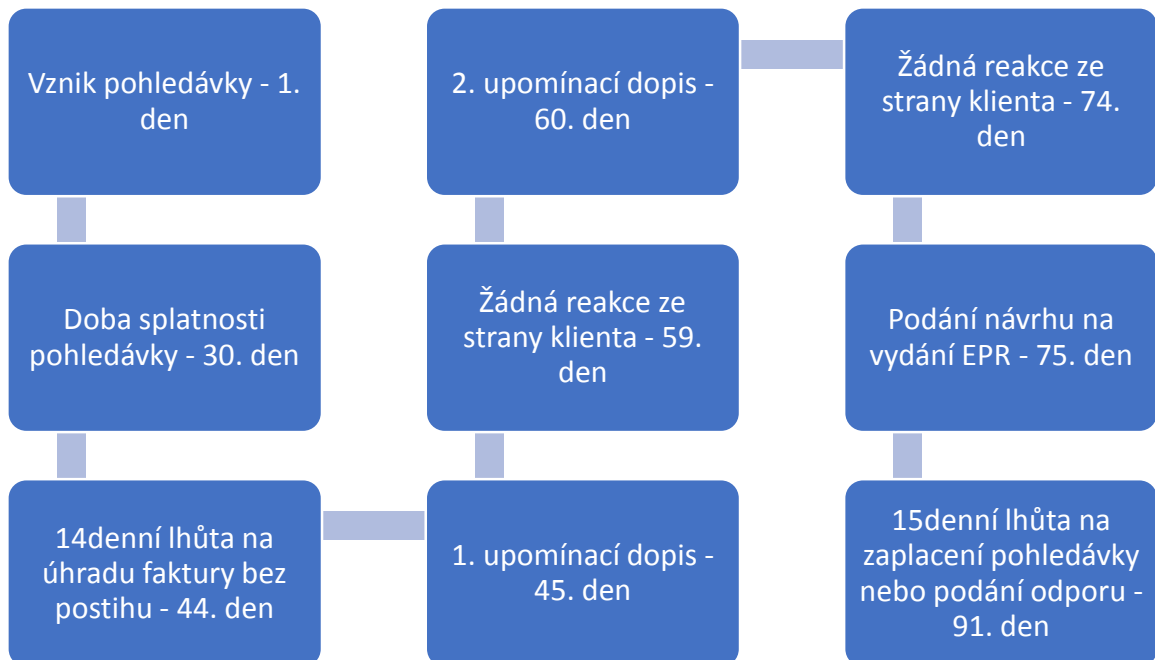 Vznik pohledávky - 1.
den
Doba splatnosti
pohledávky - 30. den
14denní lhůta na
úhradu faktury bez
postihu - 44. den
1. upomínací dopis -
45. den
Žádná reakce ze
strany klienta - 59.
den
2. upomínací dopis -
60. den
Žádná reakce ze
strany klienta - 74.
den
Podání návrhu na
vydání EPR - 75. den
15denní lhůta na
zaplacení pohledávky
nebo podání odporu -
91. den